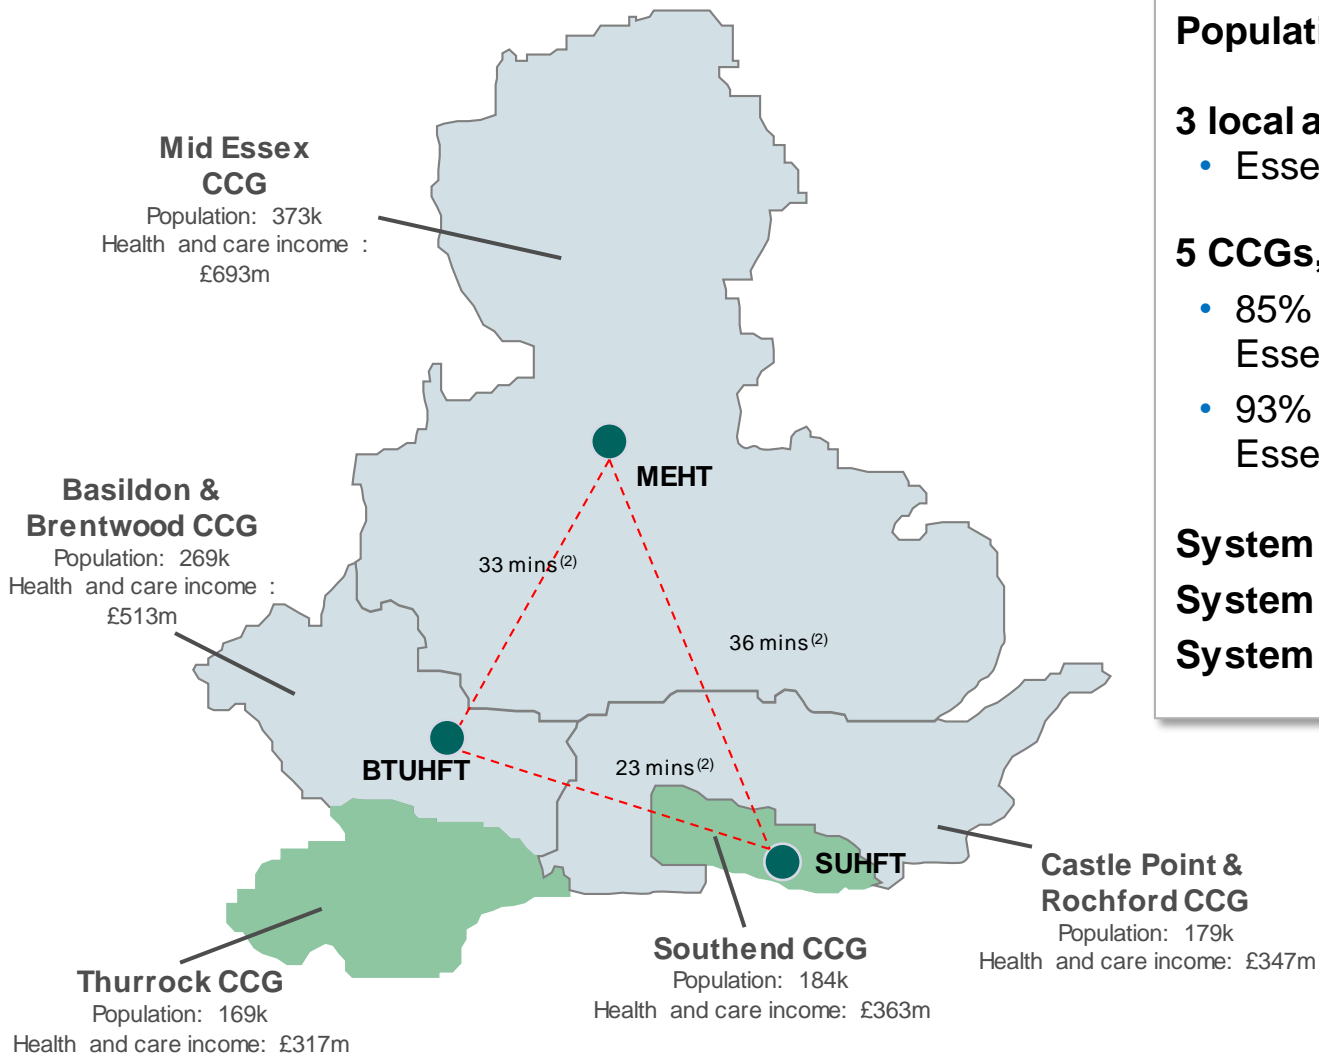 Mid Essex
CCG
Population: 373k
Health and care income :
£693m
Basildon &
Brentwood CCG
Population: 269k
Health and care income :
£513m
MEHT
33 mins(2)
36 mins(2)
BTUHFT
23 mins(2)
SUHFT
Thurrock CCG
Population: 169k
Health and care income: £317m
Southend CCG
Population: 184k
Health and care income: £363m
Castle Point &
Rochford CCG
Population: 179k
Health and care income: £347m
3 local
5 CCGs,
• 85%
• 93%
System
System
System